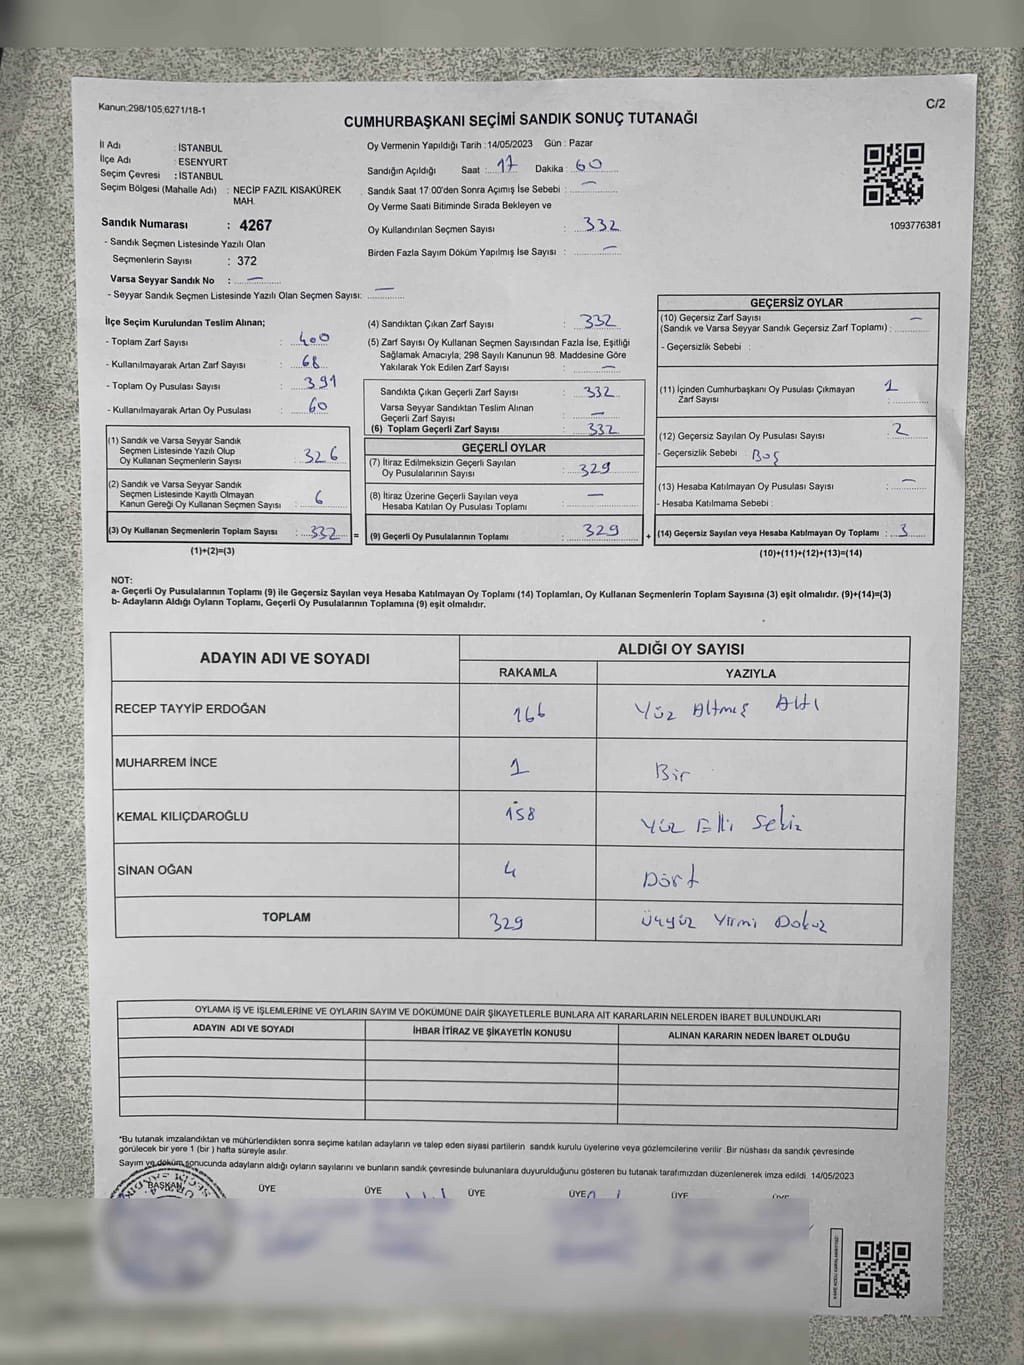 Kanun;298/105;6271/18-1
C/2
CUMHURBAŞKANI SEÇİMİ SANDIK SONUÇ TUTANAĞI
İl Adı : İSTANBUL
İlçe Adı : ESENYURT
Seçim Çevresi : İSTANBUL
Seçim Bölgesi (Mahalle Adı) : NECİP FAZIL KISAKÜREK
MAH.
Sandık Numarası : 4267
- Sandık Seçmen Listesinde Yazılı Olan
Seçmenlerin Sayısı : 372
Varsa Seyyar Sandık No : —
- Seyyar Sandık Seçmen Listesinde Yazılı Olan Seçmen Sayısı: —
Oy Vermenin Yapıldığı Tarih :14/05/2023 Gün : Pazar
Sandığın Açıldığı Saat : 17 Dakika : 60
Sandık Saat 17:00'den Sonra Açımış İse Sebebi : —
Oy Verme Saati Bitiminde Sırada Bekleyen ve
Oy Kullandırılan Seçmen Sayısı : 332
Birden Fazla Sayım Döküm Yapılmış İse Sayısı : —
1093776381
İlçe Seçim Kurulundan Teslim Alınan;
- Toplam Zarf Sayısı : 400
- Kullanılmayarak Artan Zarf Sayısı : 68
- Toplam Oy Pusulası Sayısı : 391
- Kullanılmayarak Artan Oy Pusulası : 60
(1) Sandık ve Varsa Seyyar Sandık
Seçmen Listesinde Yazılı Olup
Oy Kullanan Seçmenlerin Sayısı : 326
(2) Sandık ve Varsa Seyyar Sandık
Seçmen Listesinde Kayıtlı Olmayan
Kanun Gereği Oy Kullanan Seçmen Sayısı : 6
(3) Oy Kullanan Seçmenlerin Toplam Sayısı : 332 =
(1)+(2)=(3)
(4) Sandıktan Çıkan Zarf Sayısı : 332
(5) Zarf Sayısı Oy Kullanan Seçmen Sayısından Fazla İse, Eşitliği
Sağlamak Amacıyla; 298 Sayılı Kanunun 98. Maddesine Göre
Yakılarak Yok Edilen Zarf Sayısı : —
Sandıkta Çıkan Geçerli Zarf Sayısı : 332
Varsa Seyyar Sandıktan Teslim Alınan
Geçerli Zarf Sayısı : —
(6) Toplam Geçerli Zarf Sayısı : 332
GEÇERLİ OYLAR
(7) İtiraz Edilmeksizin Geçerli Sayılan
Oy Pusulalarının Sayısı : 329
(8) İtiraz Üzerine Geçerli Sayılan veya
Hesaba Katılan Oy Pusulası Toplamı : —
(9) Geçerli Oy Pusulalarının Toplamı : 329 +
GEÇERSİZ OYLAR
(10) Geçersiz Zarf Sayısı
(Sandık ve Varsa Seyyar Sandık Geçersiz Zarf Toplamı) : —
- Geçersizlik Sebebi :
(11) İçinden Cumhurbaşkanı Oy Pusulası Çıkmayan
Zarf Sayısı : 1
(12) Geçersiz Sayılan Oy Pusulası Sayısı : 2
- Geçersizlik Sebebi : Boş
(13) Hesaba Katılmayan Oy Pusulası Sayısı : —
- Hesaba Katılmama Sebebi :
(14) Geçersiz Sayılan veya Hesaba Katılmayan Oy Toplamı : 3
(10)+(11)+(12)+(13)=(14)
NOT:
a- Geçerli Oy Pusulalarının Toplamı (9) ile Geçersiz Sayılan veya Hesaba Katılmayan Oy Toplamı (14) Toplamları, Oy Kullanan Seçmenlerin Toplam Sayısına (3) eşit olmalıdır. (9)+(14)=(3)
b- Adayların Aldığı Oyların Toplamı, Geçerli Oy Pusulalarının Toplamına (9) eşit olmalıdır.
ADAYIN ADI VE SOYADI
ALDIĞI OY SAYISI
RAKAMLA YAZIYLA
RECEP TAYYİP ERDOĞAN 166 Yüz Altmış Altı
MUHARREM İNCE 1 Bir
KEMAL KILIÇDAROĞLU 158 Yüz Elli Sekiz
SİNAN OĞAN 4 Dört
TOPLAM 329 Üçyüz Yirmi Dokuz
OYLAMA İŞ VE İŞLEMLERİNE VE OYLARIN SAYIM VE DÖKÜMÜNE DAİR ŞİKAYETLERLE BUNLARA AİT KARARLARIN NELERDEN İBARET BULUNDUKLARI
ADAYIN ADI VE SOYADI İHBAR İTİRAZ VE ŞİKAYETİN KONUSU ALINAN KARARIN NEDEN İBARET OLDUĞU
*Bu tutanak imzalandıktan ve mühürlendikten sonra seçime katılan adayların ve talep eden siyasi partilerin sandık kurulu üyelerine veya gözlemcilerine verilir. Bir nüshası da sandık çevresinde
görülecek bir yere 1 (bir) hafta süreyle asılır.
Sayım ve döküm sonucunda adayların aldığı oyların sayılarını ve bunların sandık çevresinde bulunanlara duyurulduğunu gösteren bu tutanak tarafımızdan düzenlenerek imza edildi. 14/05/2023
BAŞKAN ÜYE ÜYE ÜYE ÜYE ÜYE ÜYE